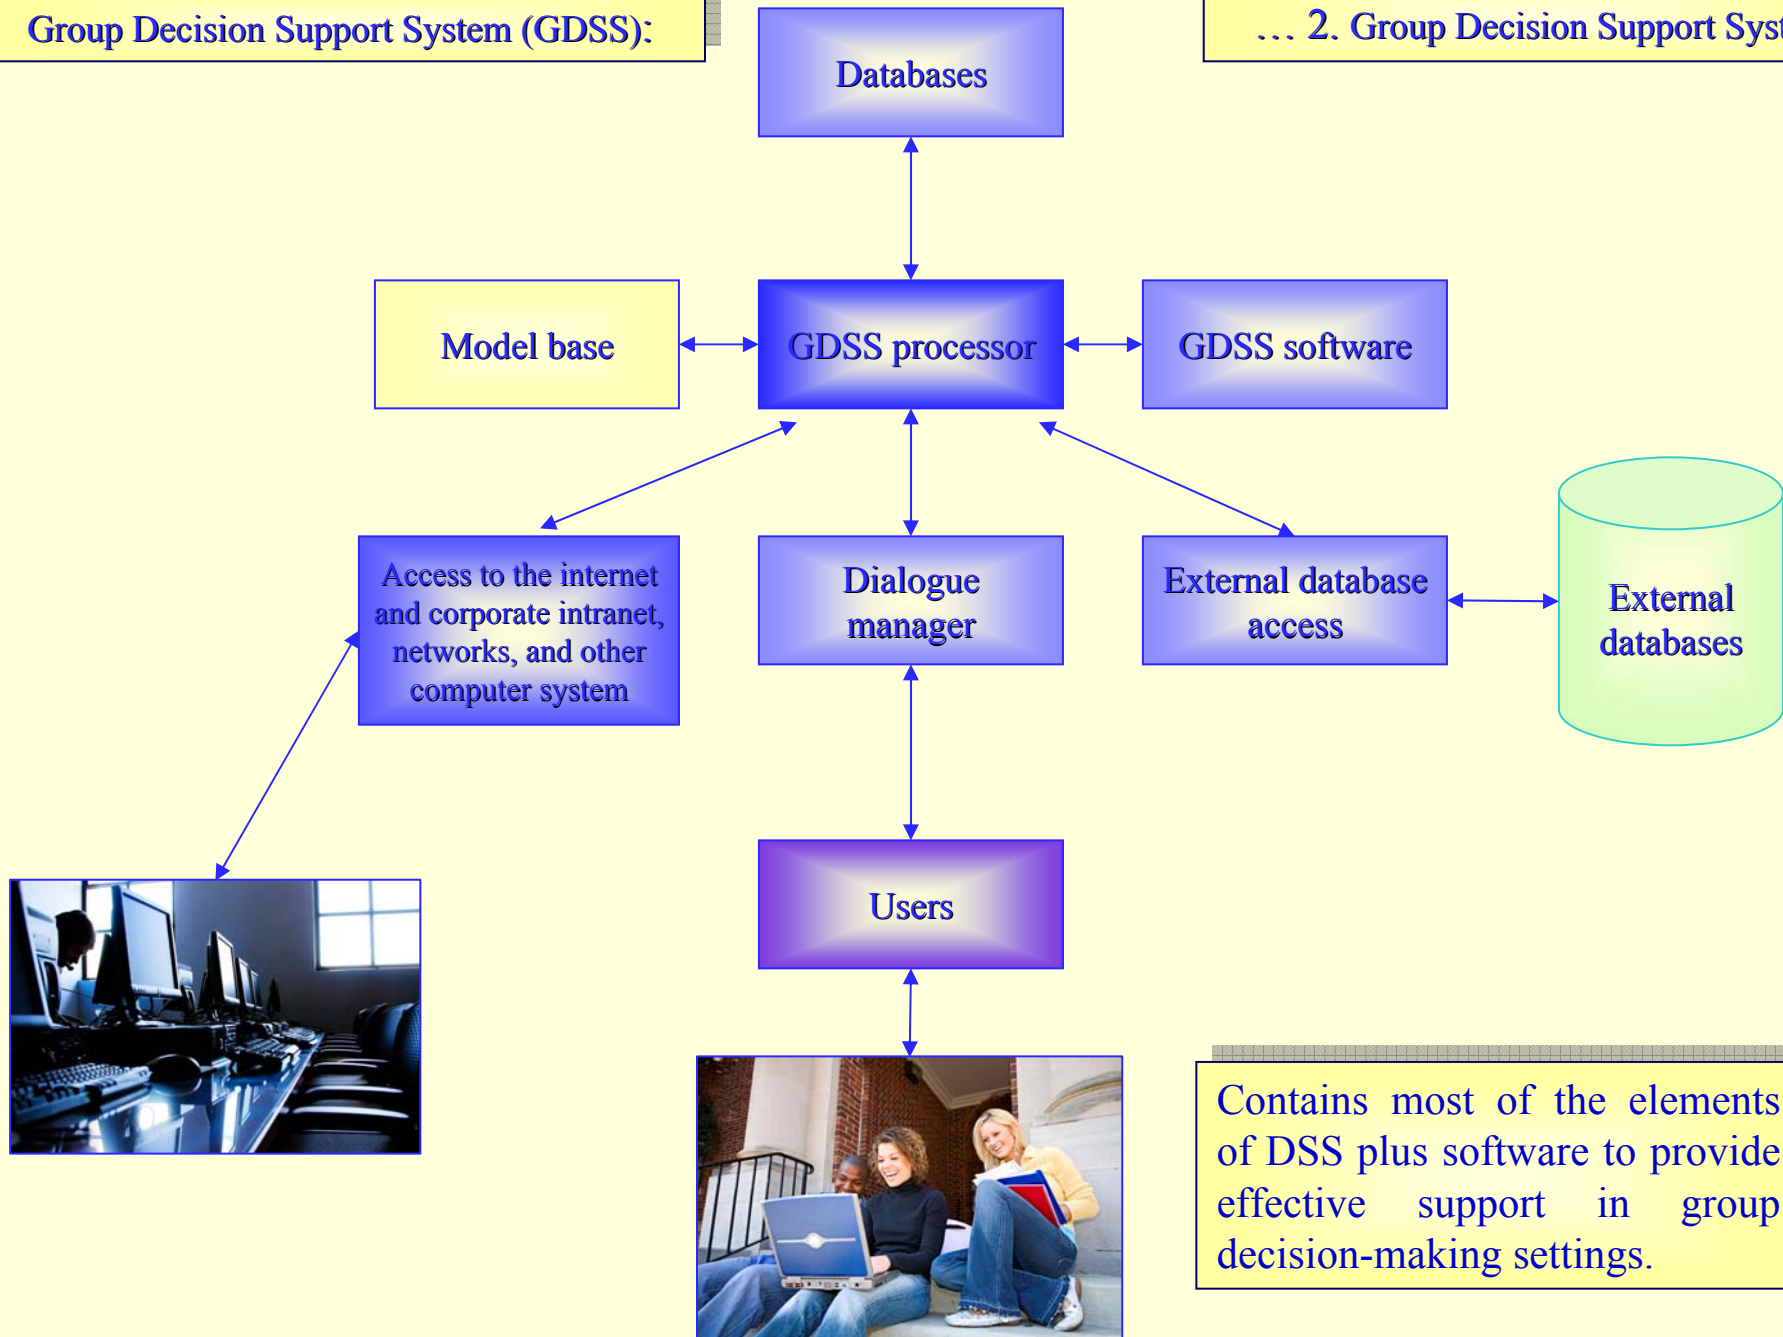 Group Decision Support System (GDSS):
… 2. Group Decision Support Syst
Databases
Model base
GDSS processor
GDSS software
Access to the internet
and corporate intranet,
networks, and other
computer system
Dialogue
manager
External database
access
External
databases
Users
Contains most of the elements
of DSS plus software to provide
effective support in group
decision-making settings.